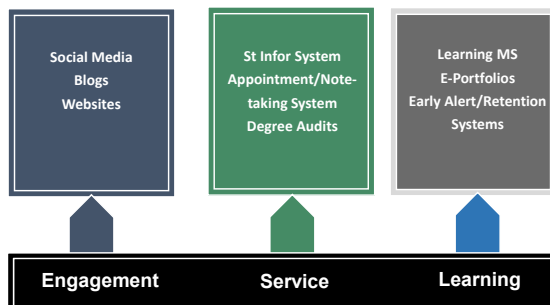 Social Media
Blogs
Websites
St Infor System
Appointment/Note-
taking System
Degree Audits
Learning MS
E-Portfolios
Early Alert/Retention
Systems
Engagement
Service
Learning